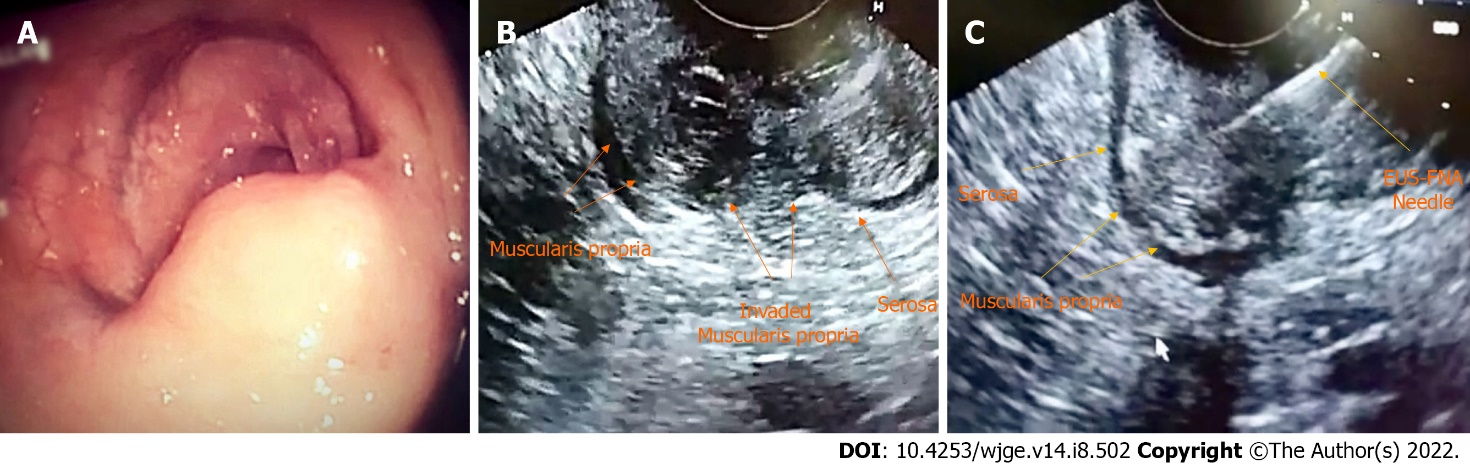 A
B
H
Muscularis propria
Invaded
Muscularis propria
Serosa
C
H
Serosa
EUS-FNA
Needle
Muscularis propria
DOI: 10.4253/wjge.v14.i8.502 Copyright ©The Author(s) 2022.